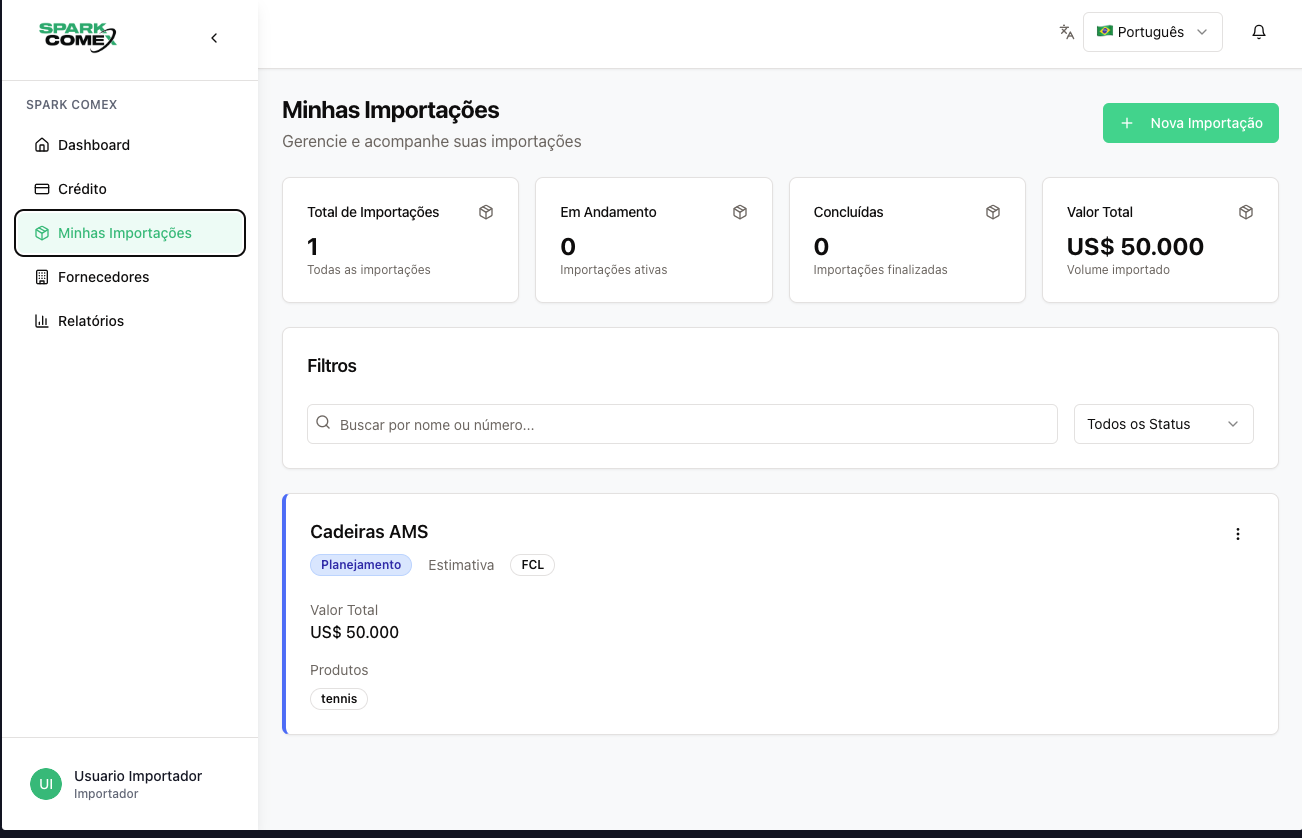 SPARK
COMEX
Português
SPARK COMEX
Dashboard
Crédito
Minhas Importações
Fornecedores
Relatórios
Minhas Importações
Gerencie e acompanhe suas importações
Nova Importação
Total de Importações
1
Todas as importações
Em Andamento
0
Importações ativas
Concluídas
0
Importações finalizadas
Valor Total
US$ 50.000
Volume importado
Filtros
Buscar por nome ou número...
Todos os Status
Cadeiras AMS
Planejamento Estimativa FCL
Valor Total
US$ 50.000
Produtos
tennis
UI
Usuario Importador
Importador